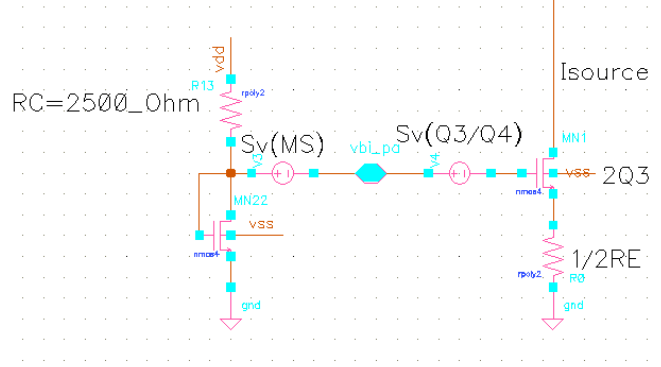 vdd
Isource
R13
rpoly2
RC=2500_Ohm
Sv(MS)
Sv(Q3/Q4)
MN1
V3
vbi_pa
V4
vss
2Q3
MN22
nmos4
vss
nmos4
1/2RE
rpoly2
R0
gnd
gnd